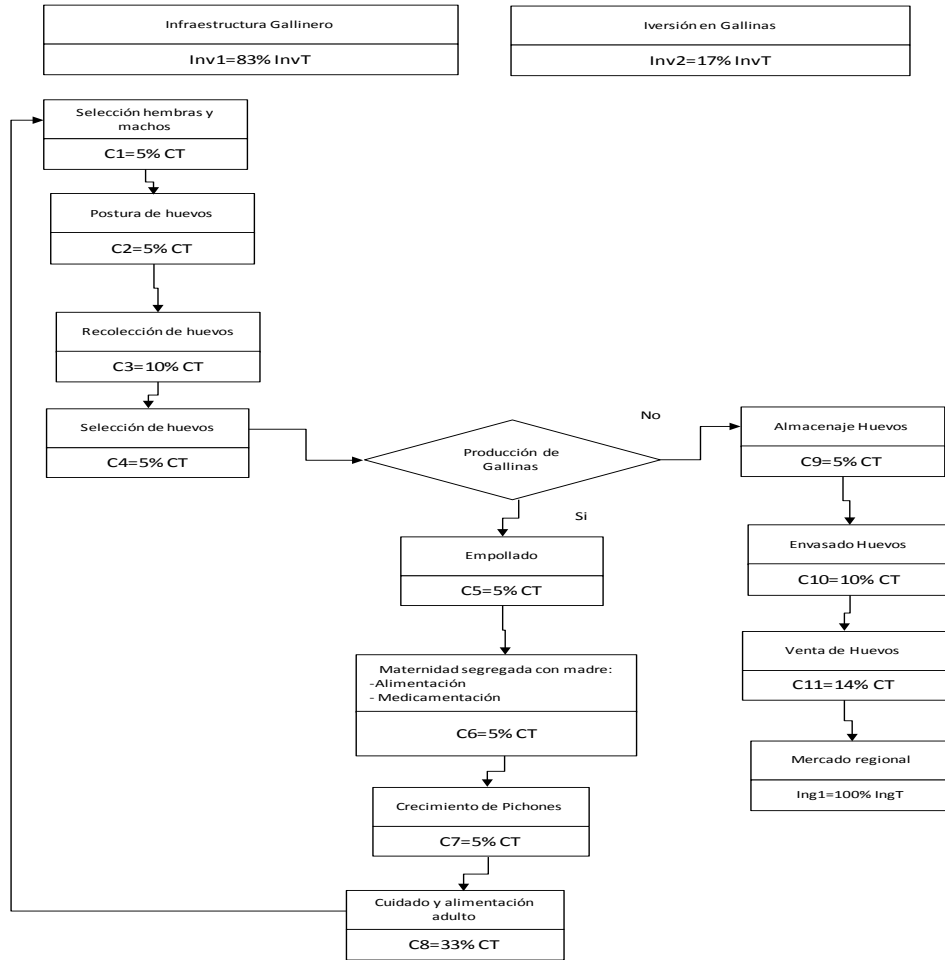 Infraestructura Gallinero
Inv1=83% InvT
Iversión en Gallinas
Inv2=17% InvT
Selección hembras y
machos
C1=5% CT
Postura de huevos
C2=5% CT
Recolección de huevos
C3=10% CT
Selección de huevos
C4=5% CT
Producción de
Gallinas
No
Si
Almacenaje Huevos
C9=5% CT
Envasado Huevos
C10=10% CT
Venta de Huevos
C11=14% CT
Mercado regional
Ing1=100% IngT
Empollado
C5=5% CT
Maternidad segregada con madre:
-Alimentación
- Medicamentación
C6=5% CT
Crecimiento de Pichones
C7=5% CT
Cuidado y alimentación
adulto
C8=33% CT